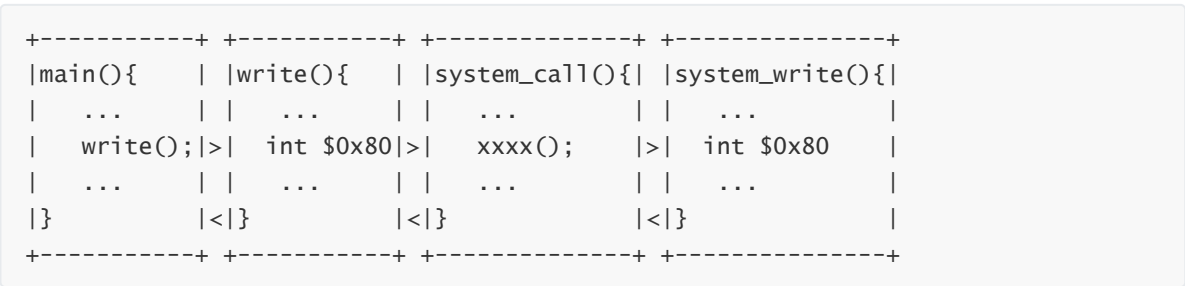 +-----------+ +-----------+ +--------------+ +---------------+
|main(){    | |write(){   | |system_call(){| |system_write(){|
|   ...     | |   ...     | |   ...        | |   ...         |
|   write();|>|  int $0x80|>|   xxxx();    |>|  int $0x80    |
|   ...     | |   ...     | |   ...        | |   ...         |
|}          |<|}          |<|}             |<|}              |
+-----------+ +-----------+ +--------------+ +---------------+